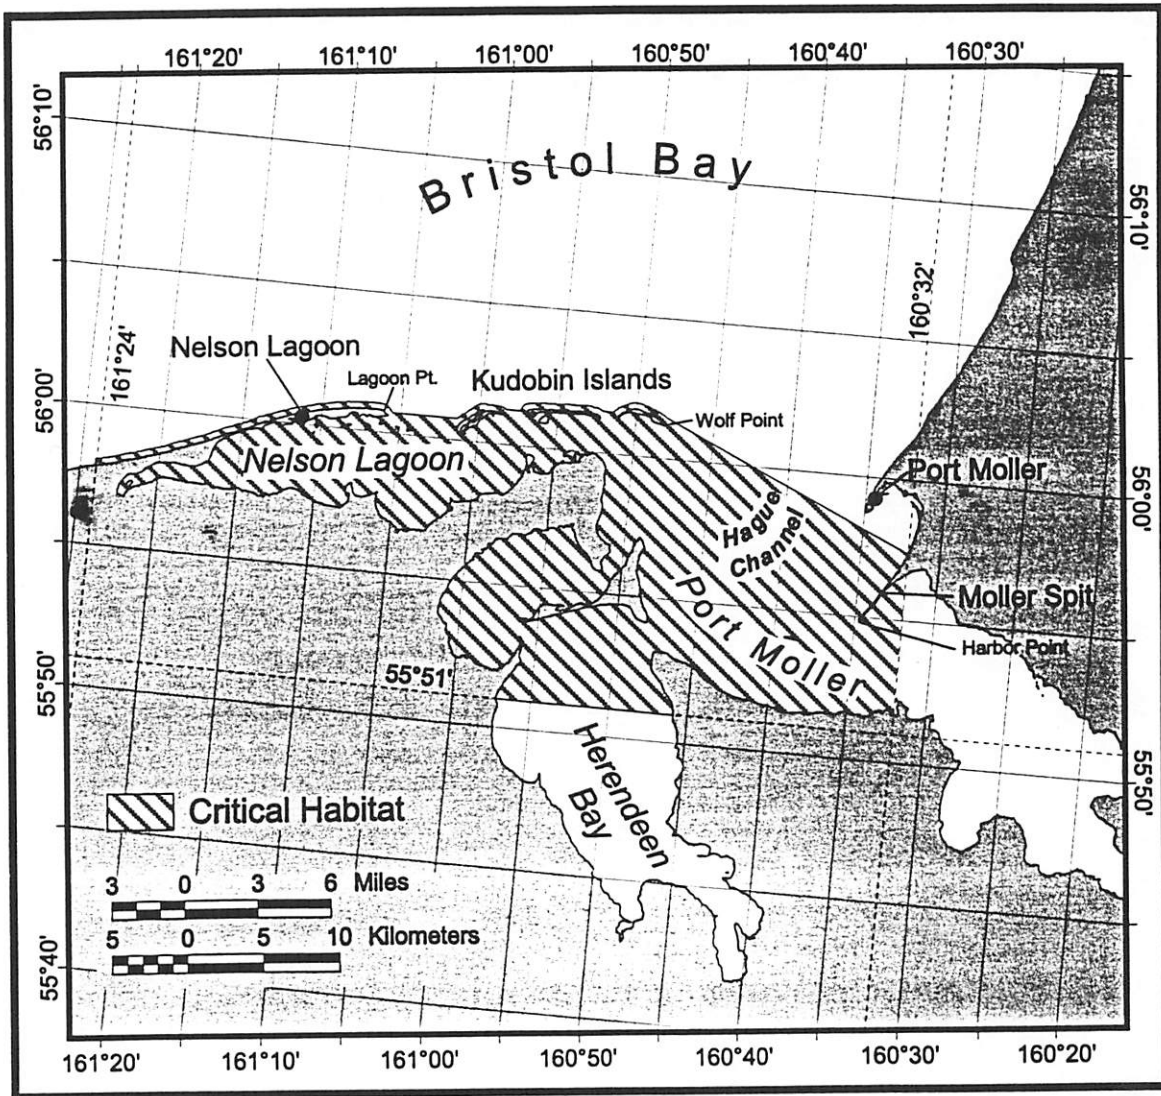 161°20' 161°10' 161°00' 160°50' 160°40' 160°30'
56°10'
Bristol Bay
56°10'
160°32'
161°24'
Nelson Lagoon
Lagoon Pt.
Kudobin Islands
56°00'
Wolf Point
Nelson Lagoon
Port Moller
56°00'
Hague
Channel
Port Moller
Moller Spit
Harbor Point
55°50'
55°51'
Herendeen
Bay
55°50'
Critical Habitat
3 0 3 6 Miles
5 0 5 10 Kilometers
55°40'
161°20' 161°10' 161°00' 160°50' 160°40' 160°30' 160°20'